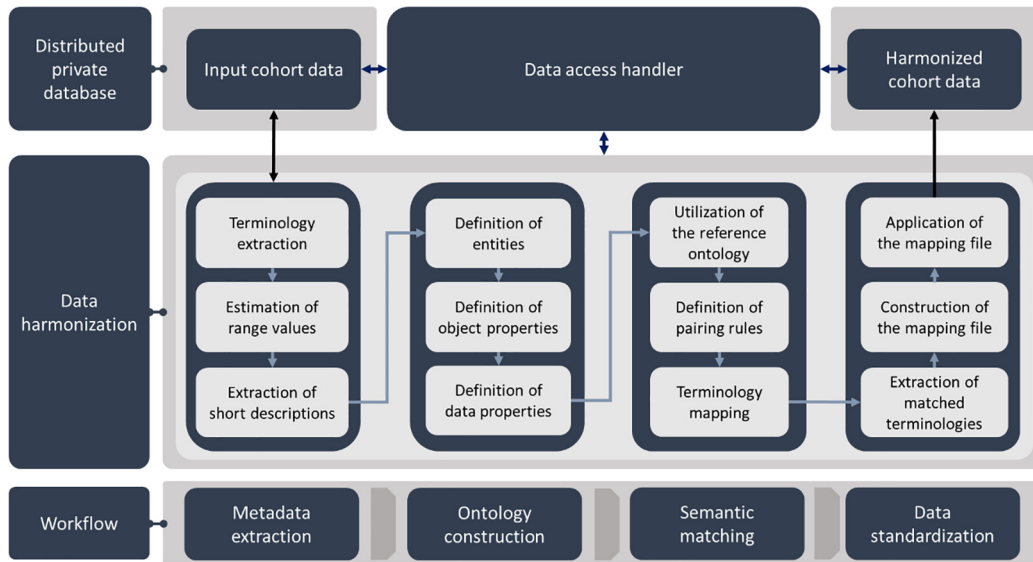 Distributed
private
database
Input cohort data
Data access handler
Harmonized
cohort data
Data
harmonization
Terminology
extraction
Estimation of
range values
Extraction of
short descriptions
Definition of
entities
Definition of
object properties
Definition of
data properties
Utilization of
the reference
ontology
Definition of
pairing rules
Terminology
mapping
Application of
the mapping file
Construction of
the mapping file
Extraction of
matched
terminologies
Workflow
Metadata
extraction
Ontology
construction
Semantic
matching
Data
standardization